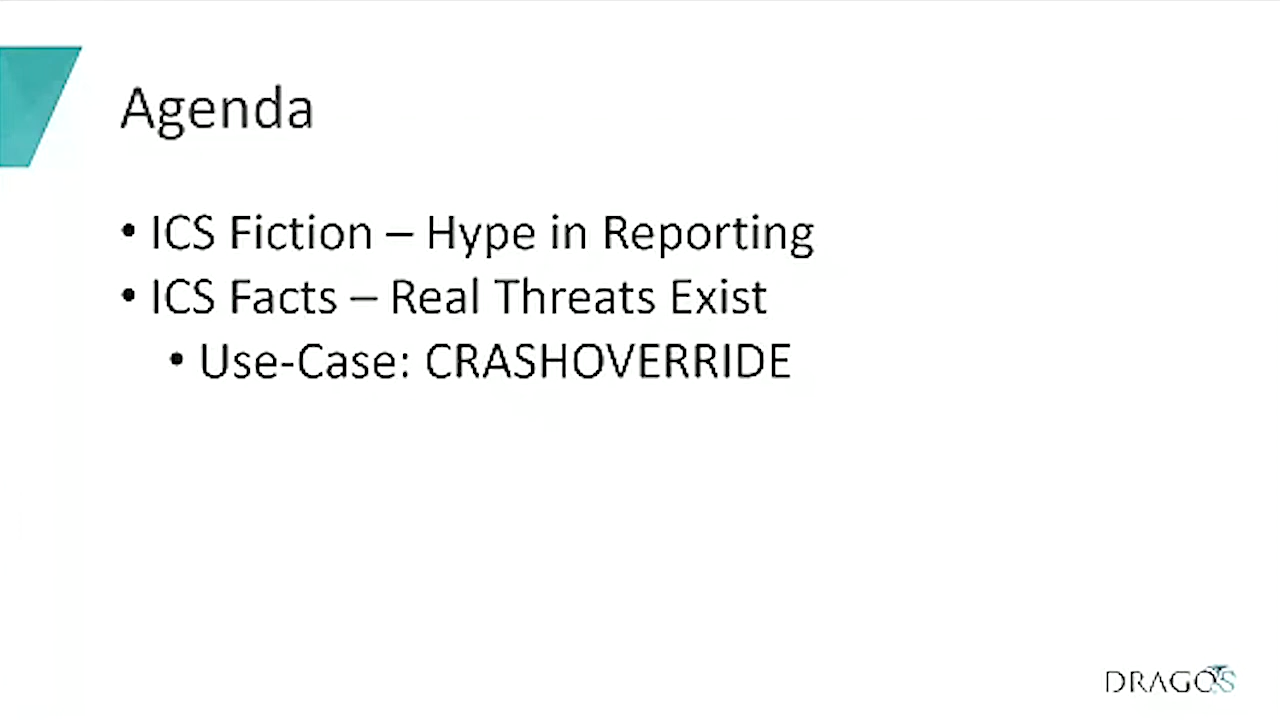 Agenda
• ICS Fiction – Hype in Reporting
• ICS Facts – Real Threats Exist
• Use-Case: CRASHOVERRIDE
DRAGOS